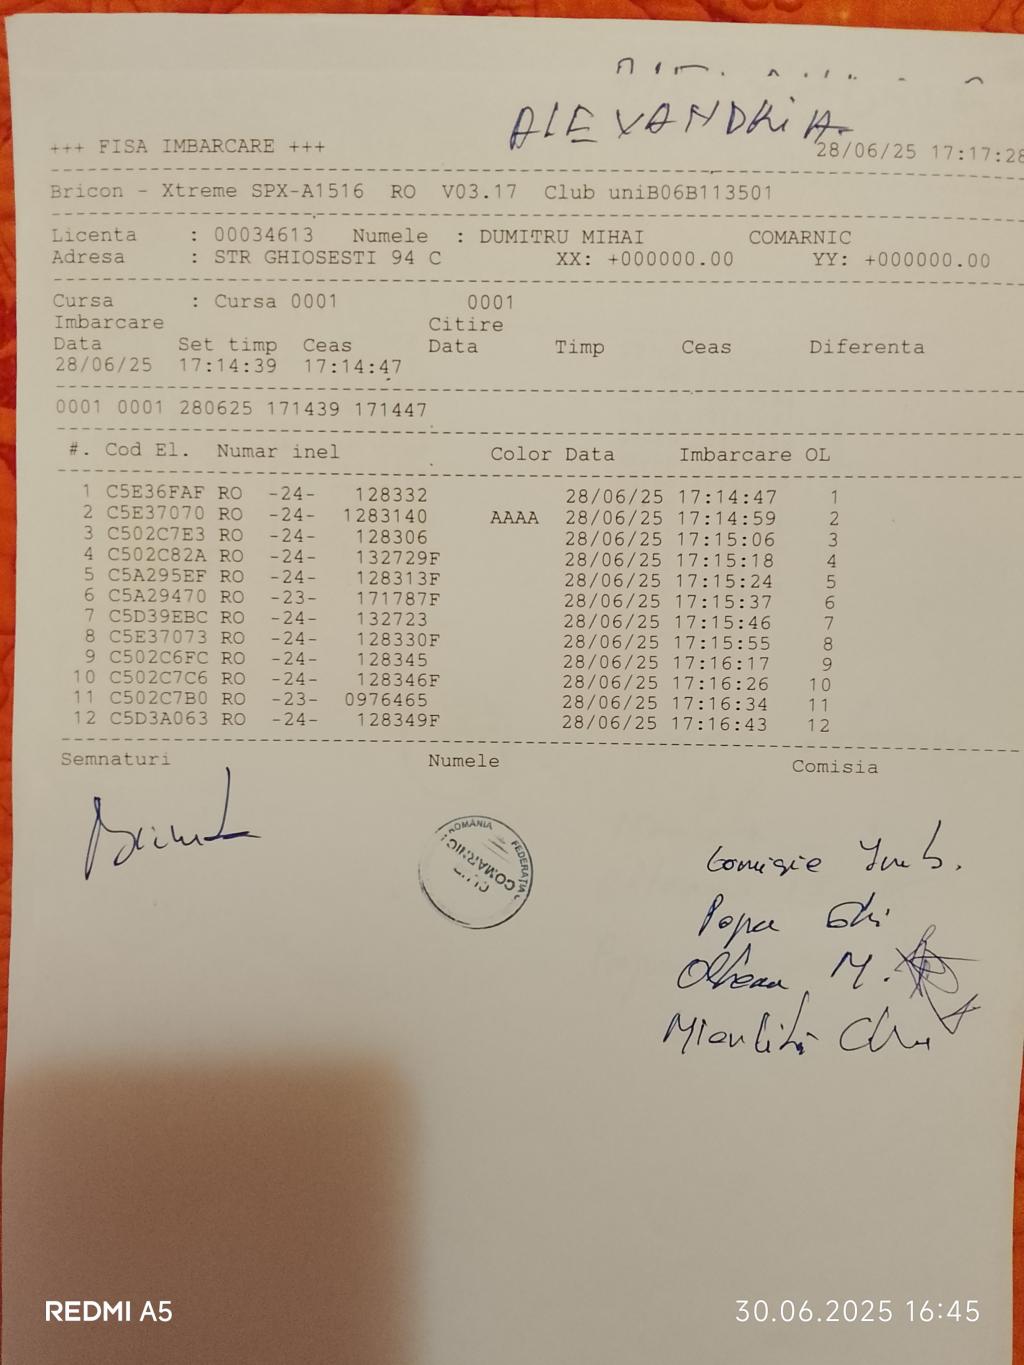 ALEXANDRIA
+++ FISA IMBARCARE +++ 28/06/25 17:17:28
Bricon - Xtreme SPX-A1516 RO V03.17 Club uniB06B113501
Licenta : 00034613 Numele : DUMITRU MIHAI COMARNIC
Adresa : STR GHIOSESTI 94 C XX: +000000.00 YY: +000000.00
Cursa : Cursa 0001 0001
Imbarcare Citire
Data Set timp Ceas Data Timp Ceas Diferenta
28/06/25 17:14:39 17:14:47
0001 0001 280625 171439 171447
#. Cod El. Numar inel Color Data Imbarcare OL
1 C5E36FAF RO -24- 128332 28/06/25 17:14:47 1
2 C5E37070 RO -24- 1283140 AAAA 28/06/25 17:14:59 2
3 C502C7E3 RO -24- 128306 28/06/25 17:15:06 3
4 C502C82A RO -24- 132729F 28/06/25 17:15:18 4
5 C5A295EF RO -24- 128313F 28/06/25 17:15:24 5
6 C5A29470 RO -23- 171787F 28/06/25 17:15:37 6
7 C5D39EBC RO -24- 132723 28/06/25 17:15:46 7
8 C5E37073 RO -24- 128330F 28/06/25 17:15:55 8
9 C502C6FC RO -24- 128345 28/06/25 17:16:17 9
10 C502C7C6 RO -24- 128346F 28/06/25 17:16:26 10
11 C502C7B0 RO -23- 0976465 28/06/25 17:16:34 11
12 C5D3A063 RO -24- 128349F 28/06/25 17:16:43 12
Semnaturi Numele Comisia
ROMÂNIA FEDERAȚIA
COMARNIC
Comisie Imb.
Popa
M.
REDMI A5 30.06.2025 16:45